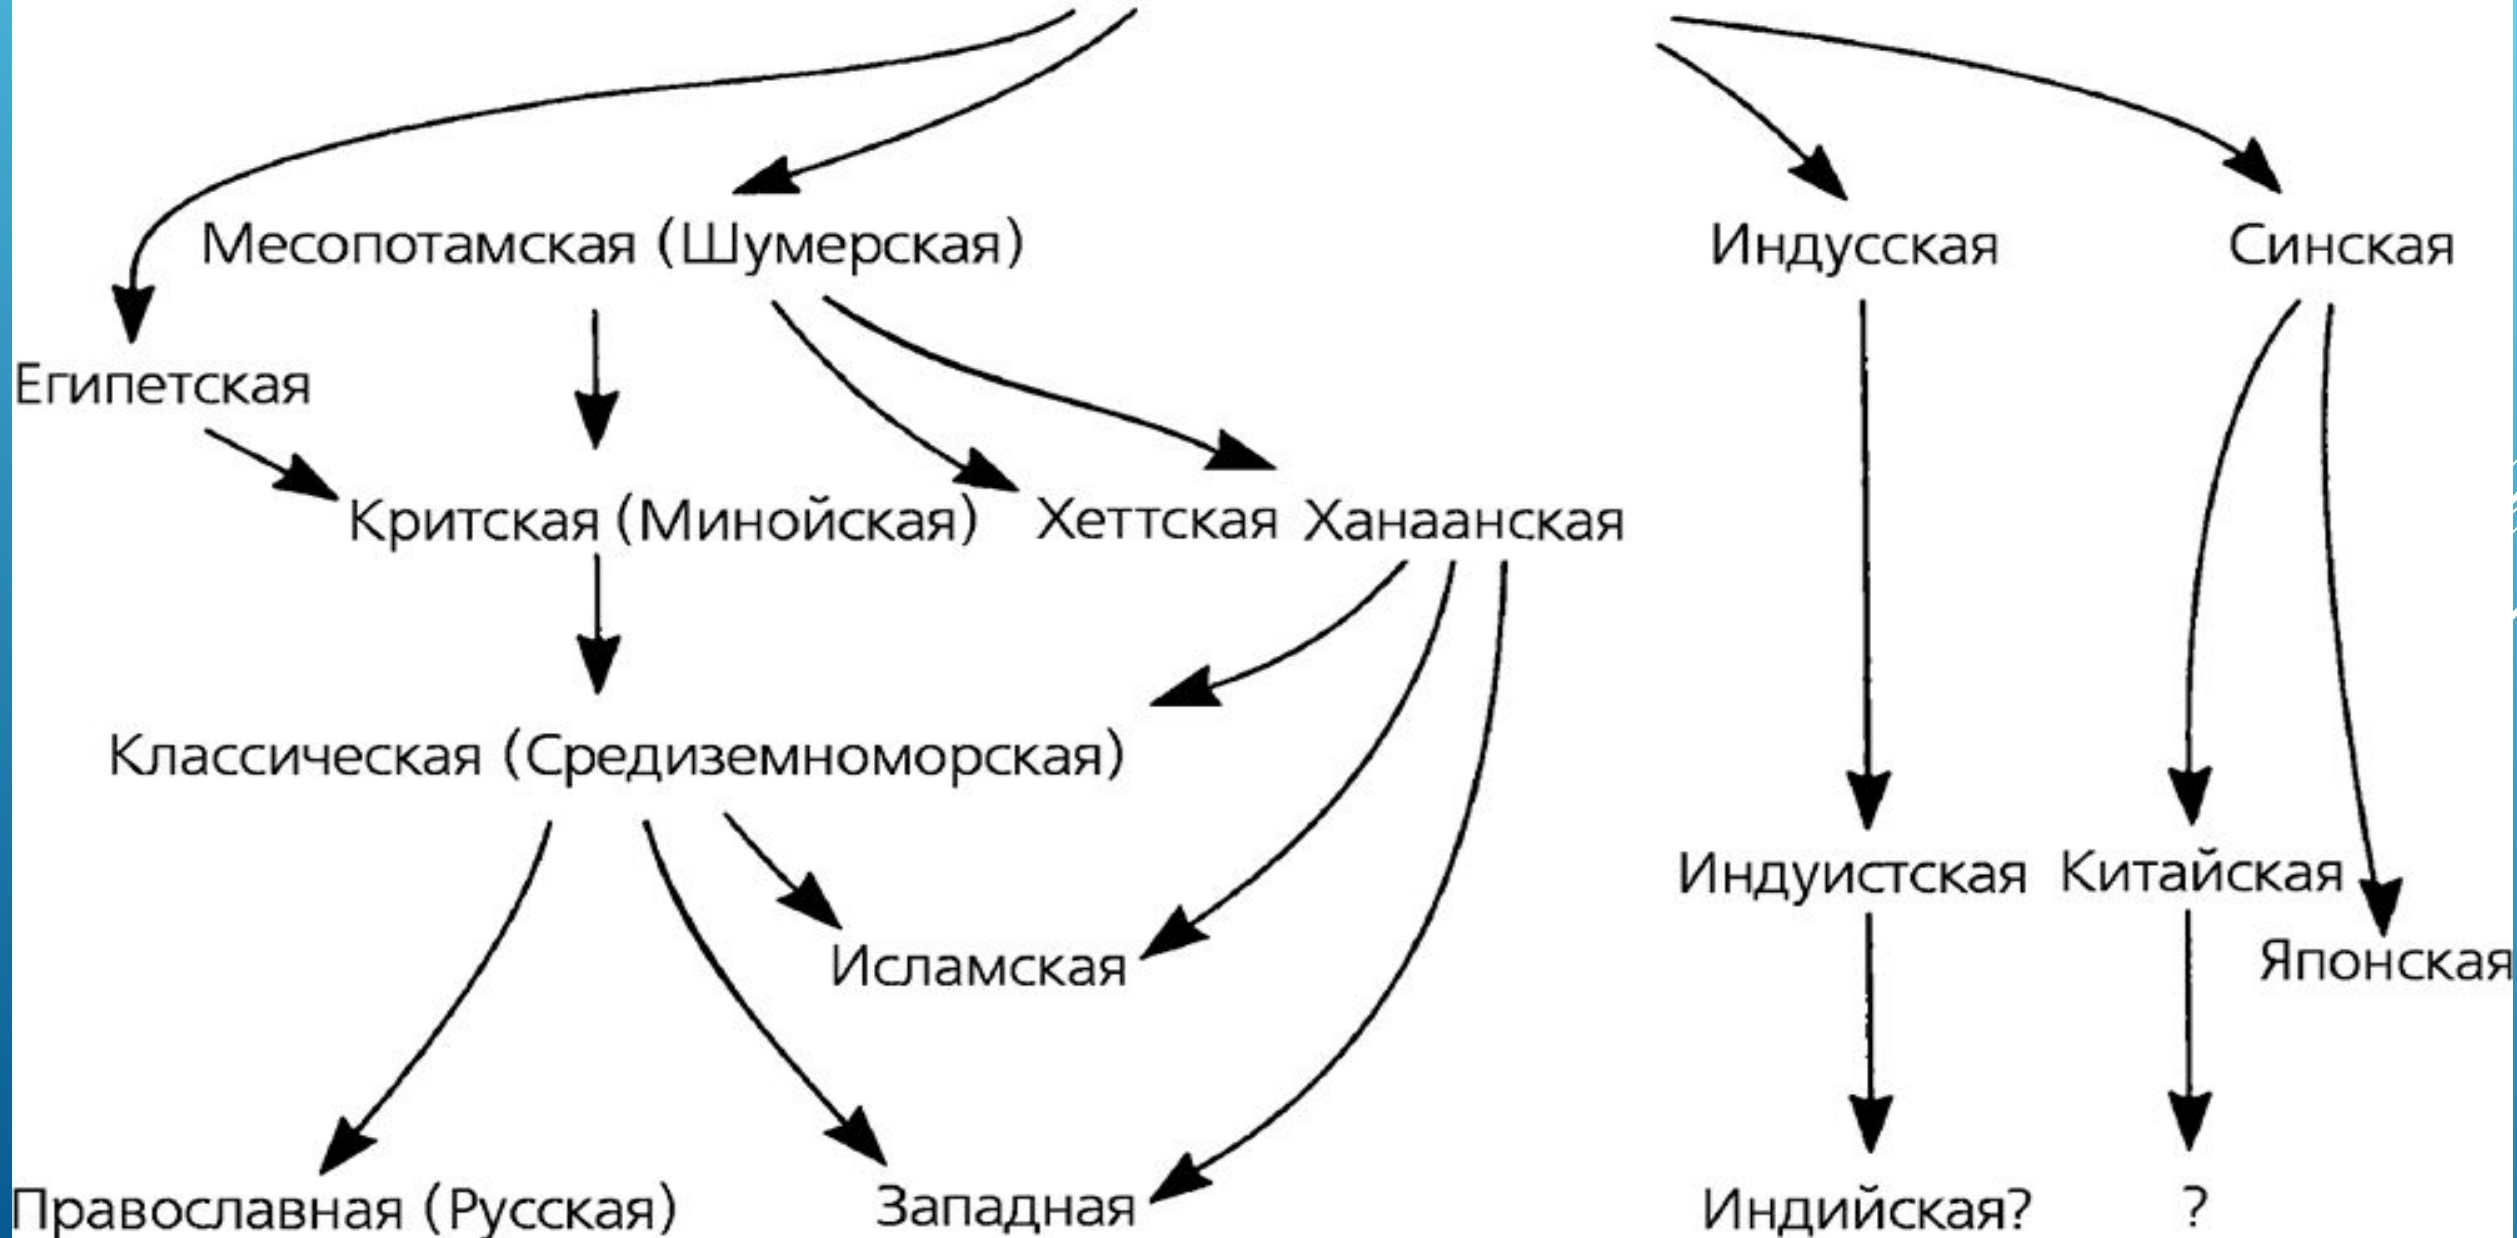 Месопотамская (Шумерская) Индусская Синская
Египетская
Критская (Минойская) Хеттская Ханаанская
Классическая (Средиземноморская)
Индуистская Китайская
Исламская Японская
Православная (Русская) Западная Индийская? ?